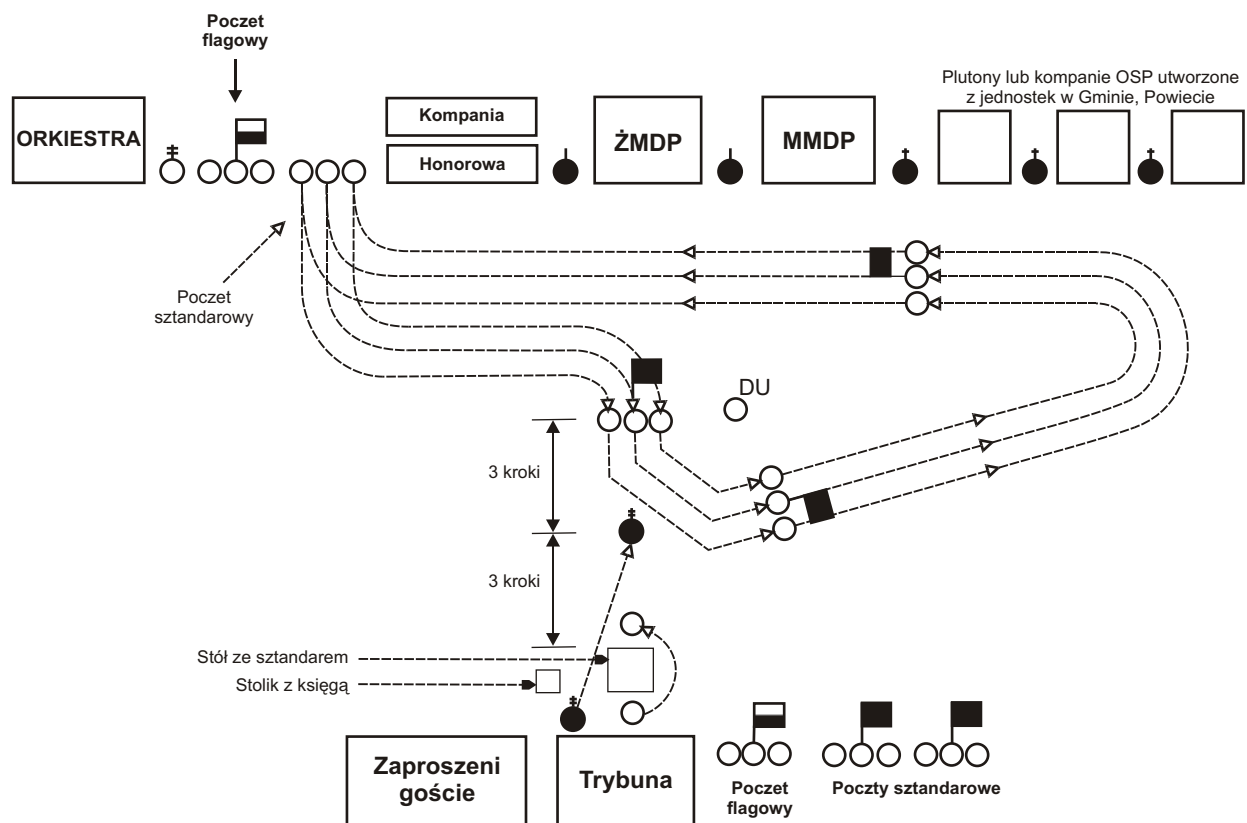 Poczet
flagowy
Plutony lub kompanie OSP utworzone
z jednostek w Gminie, Powiecie
ORKIESTRA
Kompania
Honorowa
ŻMDP
MMDP
Poczet
sztandarowy
DU
3 kroki
3 kroki
Stół ze sztandarem
Stolik z księgą
Zaproszeni
goście
Trybuna
Poczet
flagowy
Poczty sztandarowe